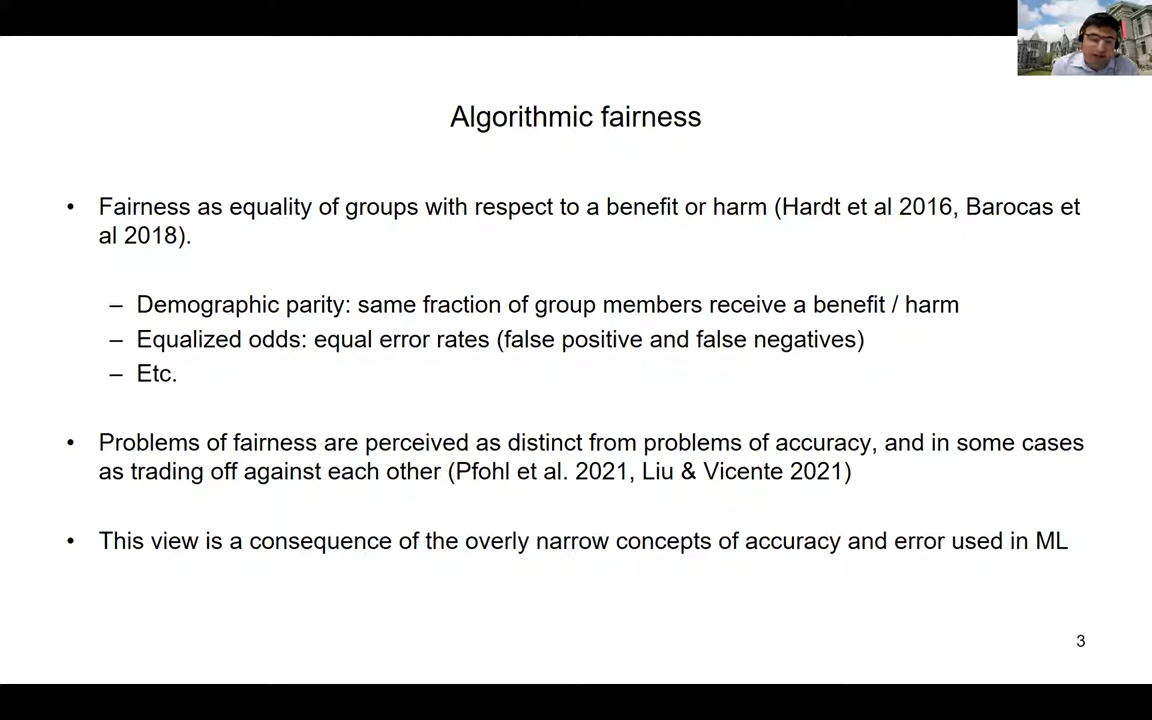 Algorithmic fairness
• Fairness as equality of groups with respect to a benefit or harm (Hardt et al 2016, Barocas et
al 2018).
– Demographic parity: same fraction of group members receive a benefit / harm
– Equalized odds: equal error rates (false positive and false negatives)
– Etc.
• Problems of fairness are perceived as distinct from problems of accuracy, and in some cases
as trading off against each other (Pfohl et al. 2021, Liu & Vicente 2021)
• This view is a consequence of the overly narrow concepts of accuracy and error used in ML
3